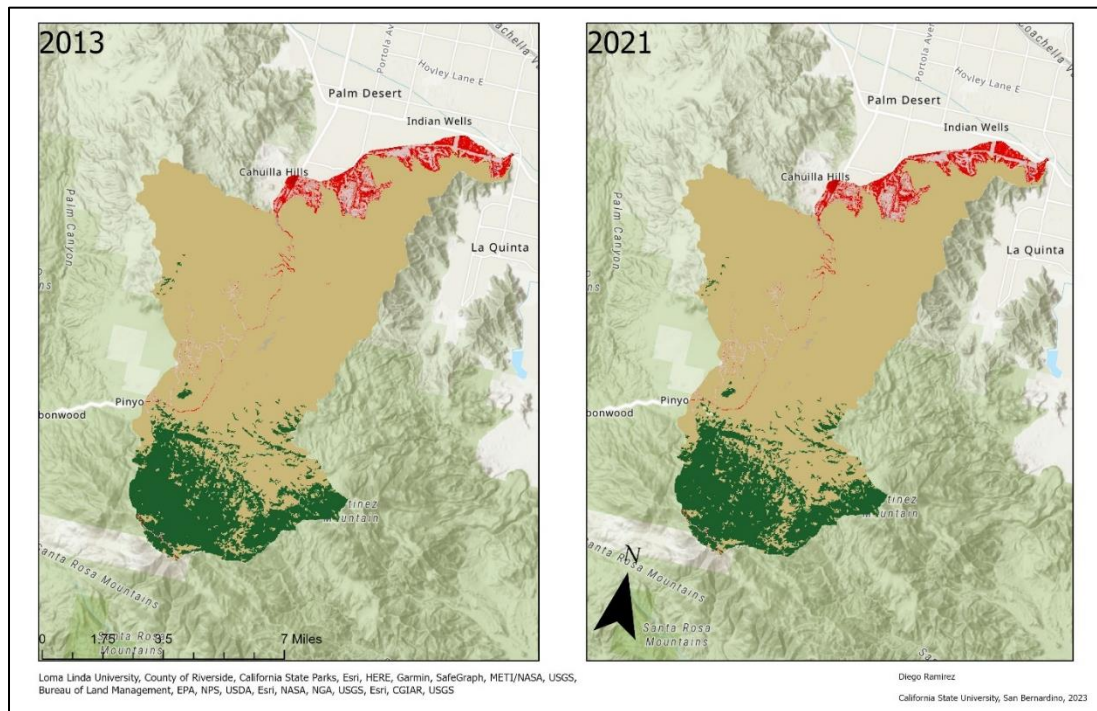 2013
Portola Ave
Coachella Va
Hovley Lane E
Palm Desert
Indian Wells
Cahuilla Hills
Palm Canyon
La Quinta
Pinyo
bonwood
tinez
Mountain
Santa Rosa Mountains
Santa Rosa
Mountains
0 1.75 3.5 7 Miles
2021
Portola Ave
oachella V
Hovley Lane E
Palm Desert
Indian Wells
Cahuilla Hills
Palm Canyon
La Quinta
Pinyo
bonwood
tinez
Mountain
Santa Rosa Mountains
N
Santa Rosa
Mountains
Loma Linda University, County of Riverside, California State Parks, Esri, HERE, Garmin, SafeGraph, METI/NASA, USGS,
Bureau of Land Management, EPA, NPS, USDA, Esri, NASA, NGA, USGS, Esri, CGIAR, USGS
Diego Ramirez
California State University, San Bernardino, 2023